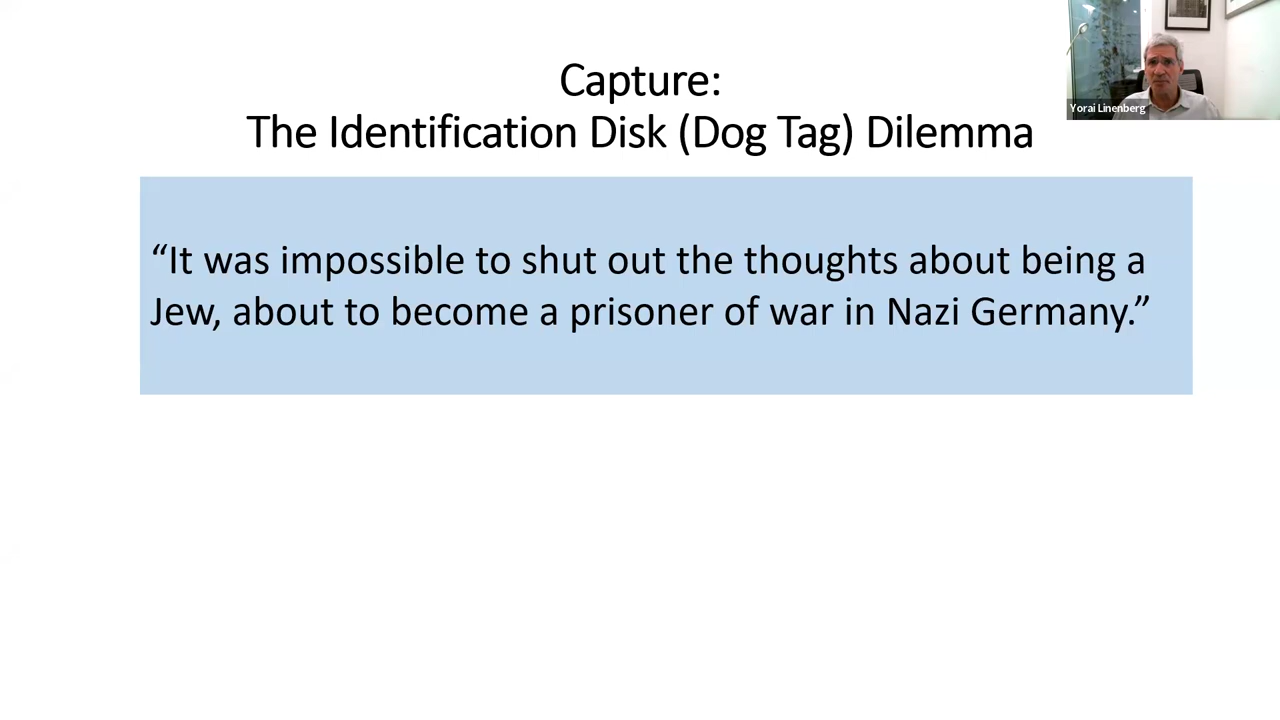 Capture:
The Identification Disk (Dog Tag) Dilemma
Yorai Linenberg
“It was impossible to shut out the thoughts about being a
Jew, about to become a prisoner of war in Nazi Germany.”